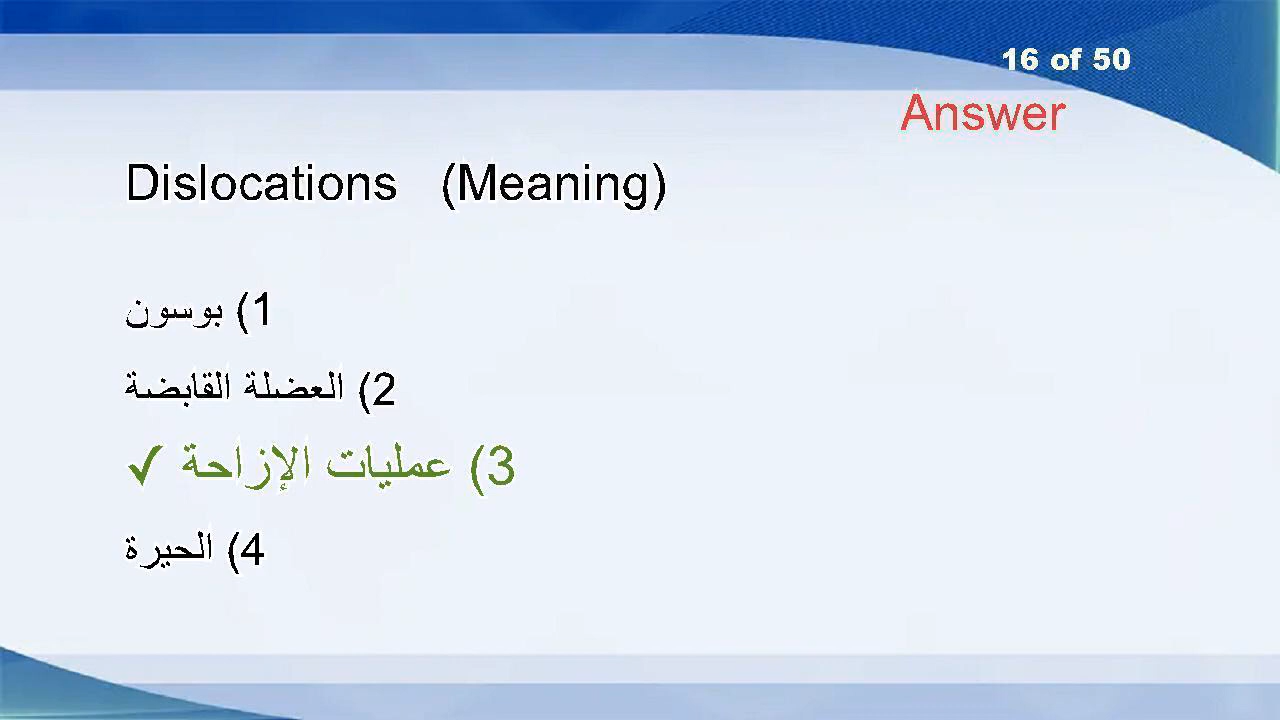 16 of 50
Answer
Dislocations (Meaning)
1) بوسون
2) العضلة القابضة
3) عمليات الإزاحة ✓
4) الحيرة